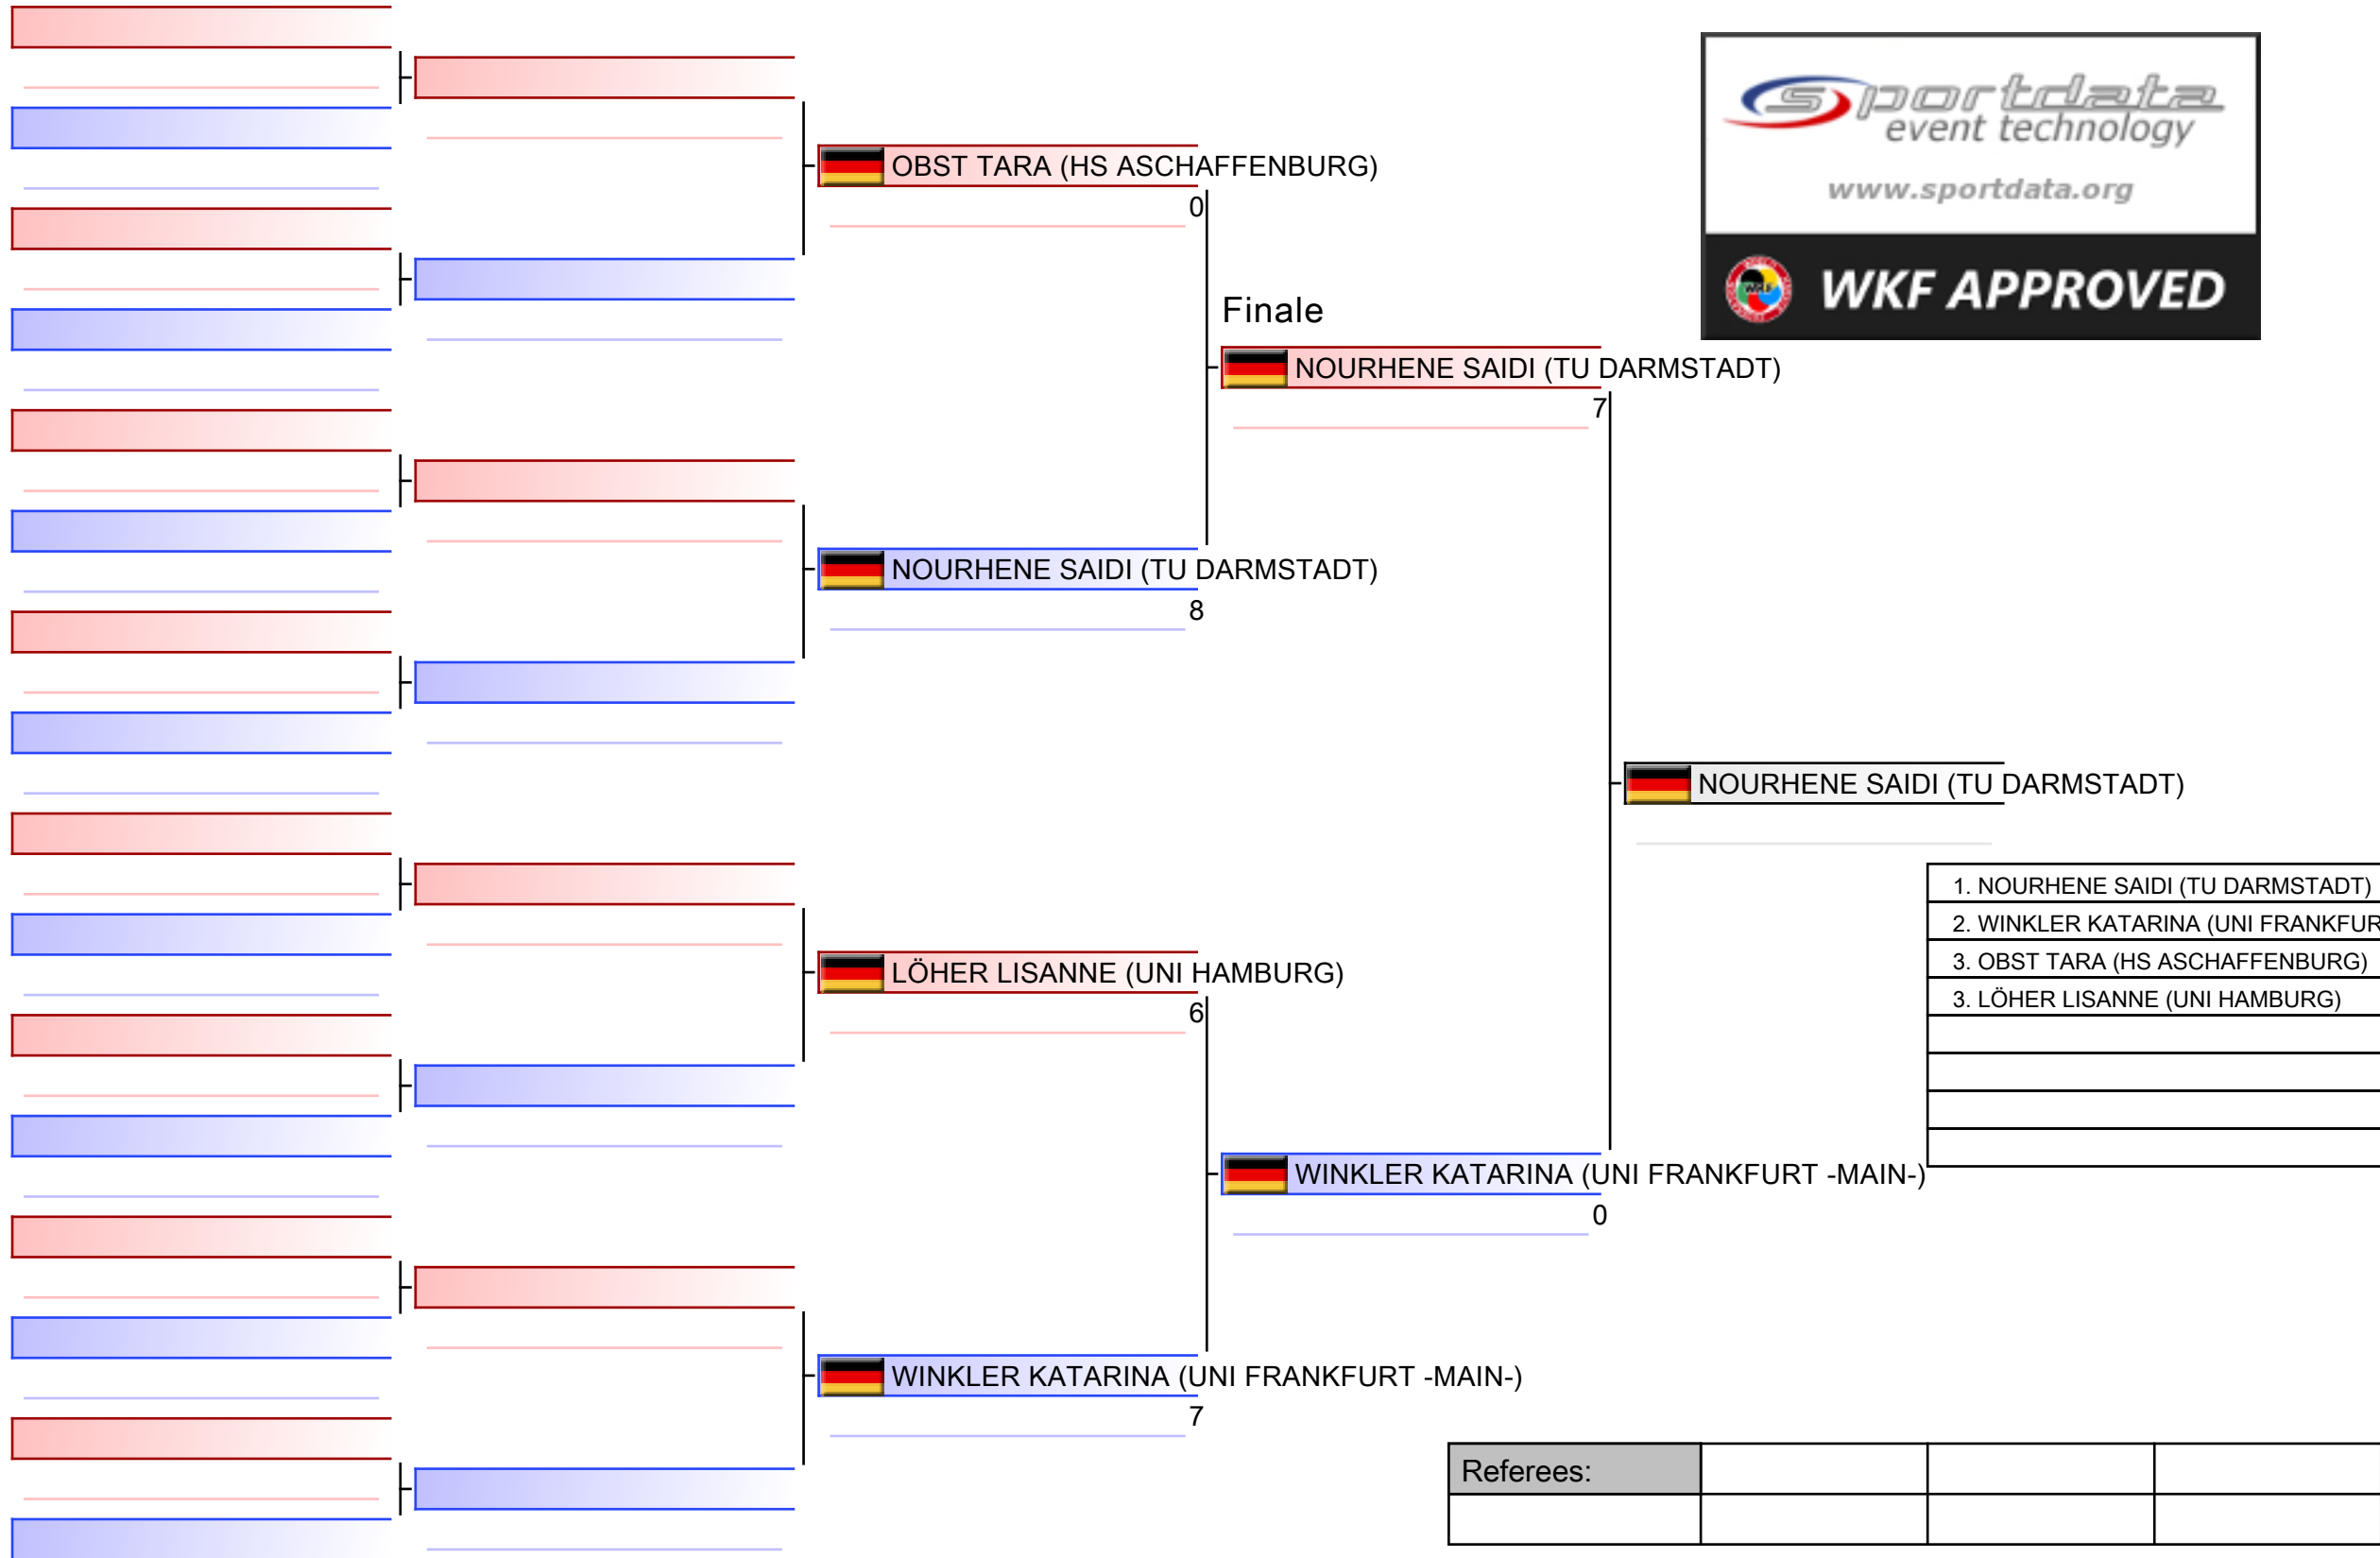 sportdata
event technology
www.sportdata.org
WKF APPROVED
OBST TARA (HS ASCHAFFENBURG)
0
Finale
NOURHENE SAIDI (TU DARMSTADT)
7
NOURHENE SAIDI (TU DARMSTADT)
8
NOURHENE SAIDI (TU DARMSTADT)
1. NOURHENE SAIDI (TU DARMSTADT)
2. WINKLER KATARINA (UNI FRANKFUR
3. OBST TARA (HS ASCHAFFENBURG)
3. LÖHER LISANNE (UNI HAMBURG)
LÖHER LISANNE (UNI HAMBURG)
6
WINKLER KATARINA (UNI FRANKFURT -MAIN-)
0
WINKLER KATARINA (UNI FRANKFURT -MAIN-)
7
Referees: